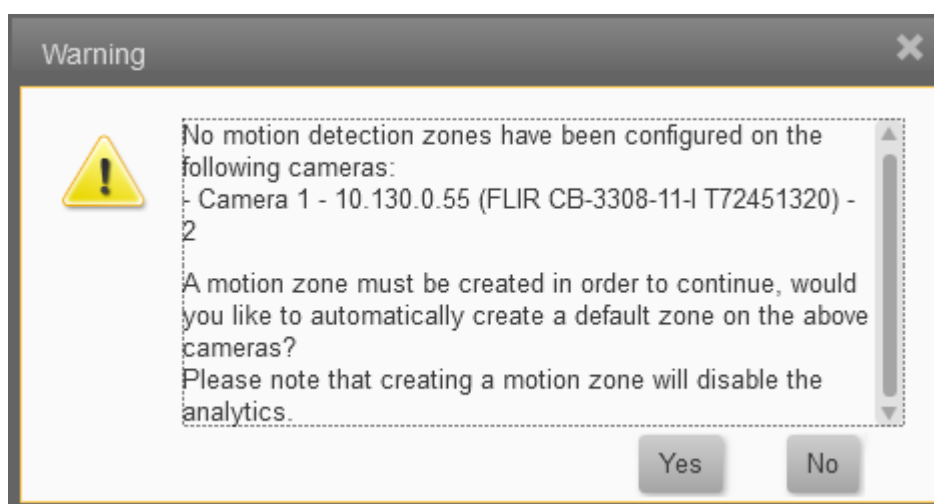 Warning
No motion detection zones have been configured on the
following cameras:
- Camera 1 - 10.130.0.55 (FLIR CB-3308-11-I T72451320) -
2
A motion zone must be created in order to continue, would
you like to automatically create a default zone on the above
cameras?
Please note that creating a motion zone will disable the
analytics.
Yes No